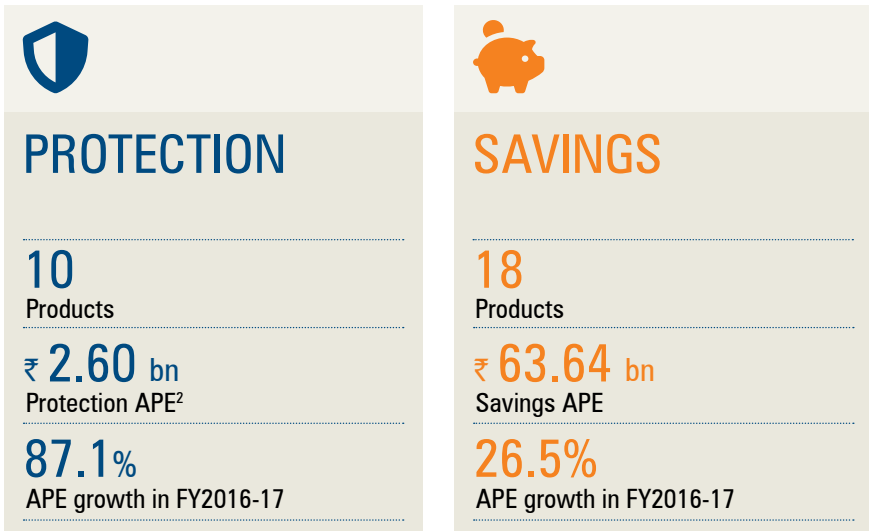 PROTECTION
10
Products
₹ 2.60 bn
Protection APE²
87.1%
APE growth in FY2016-17
SAVINGS
18
Products
₹ 63.64 bn
Savings APE
26.5%
APE growth in FY2016-17